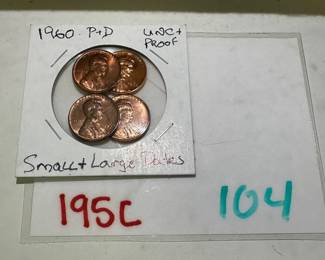 1960 P+D UNC+
PROOF
Small + Large Dates
195C 104